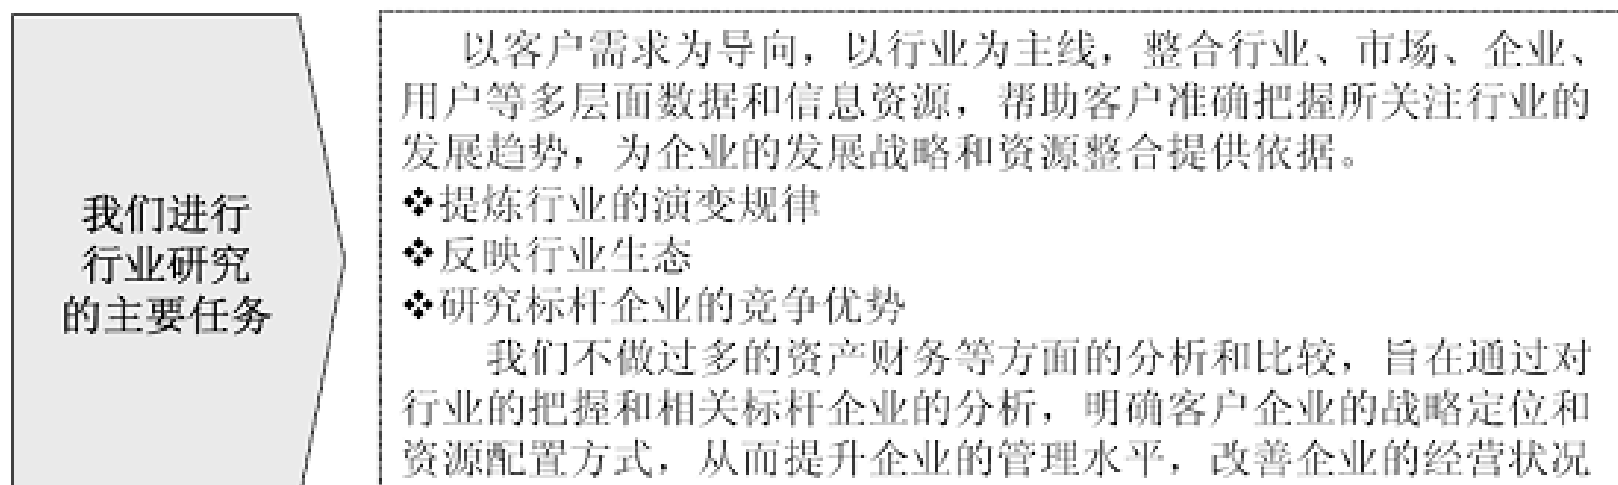 我们进行
行业研究
的主要任务
以客户需求为导向，以行业为主线，整合行业、市场、企业、
用户等多层面数据和信息资源，帮助客户准确把握所关注行业的
发展趋势，为企业的发展战略和资源整合提供依据。
❖提炼行业的演变规律
❖反映行业生态
❖研究标杆企业的竞争优势
我们不做过多的资产财务等方面的分析和比较，旨在通过对
行业的把握和相关标杆企业的分析，明确客户企业的战略定位和
资源配置方式，从而提升企业的管理水平，改善企业的经营状况